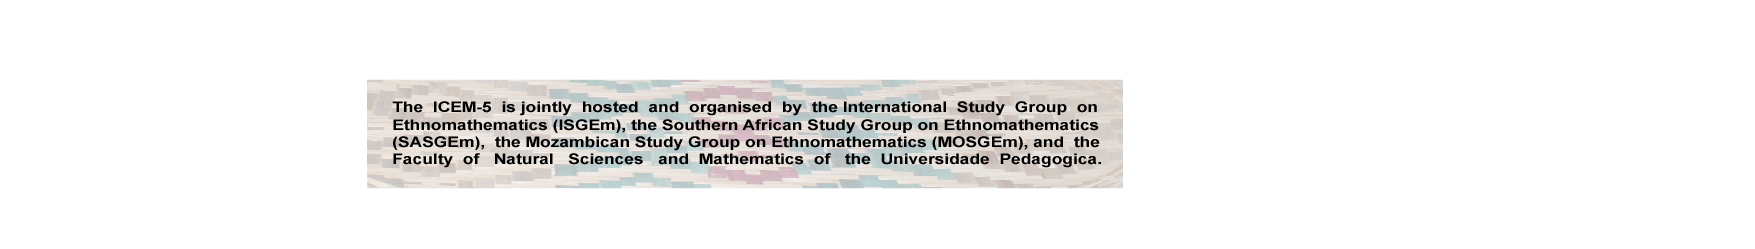 The ICEM-5 is jointly hosted and organised by the International Study Group on
Ethnomathematics (ISGEm), the Southern African Study Group on Ethnomathematics
(SASGEm), the Mozambican Study Group on Ethnomathematics (MOSGEm), and the
Faculty of Natural Sciences and Mathematics of the Universidade Pedagogica.